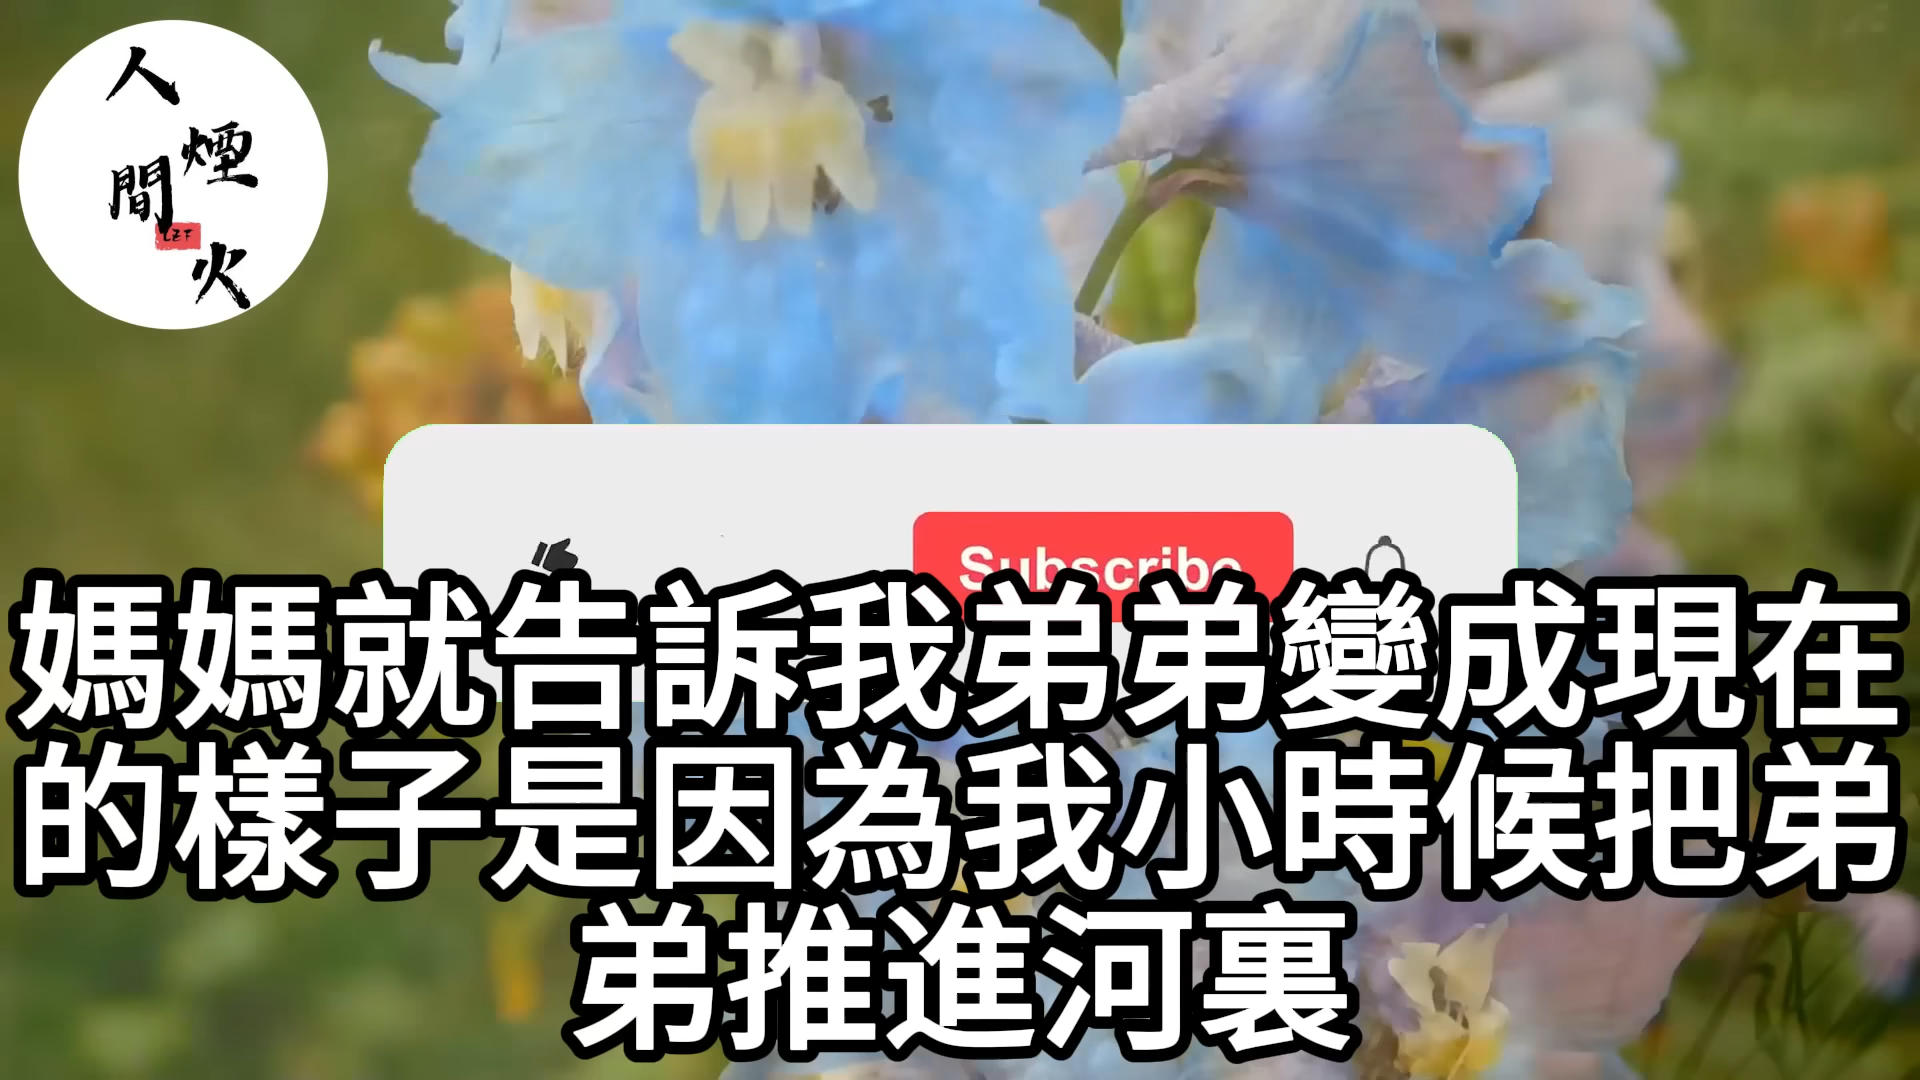 人間煙火
LZF
Subscribe
媽媽就告訴我弟弟變成現在
的樣子是因為我小時候把弟
弟推進河裏